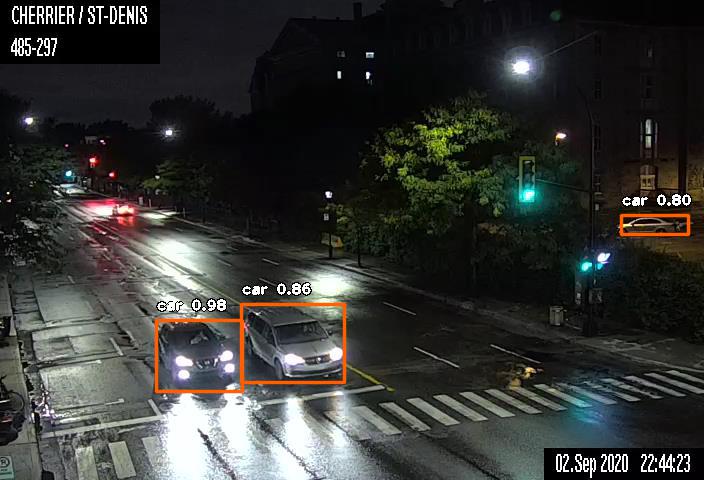 CHERRIER / ST-DENIS
485-297
car 0.80
car 0.86
car 0.98
02.Sep 2020 22:44:23